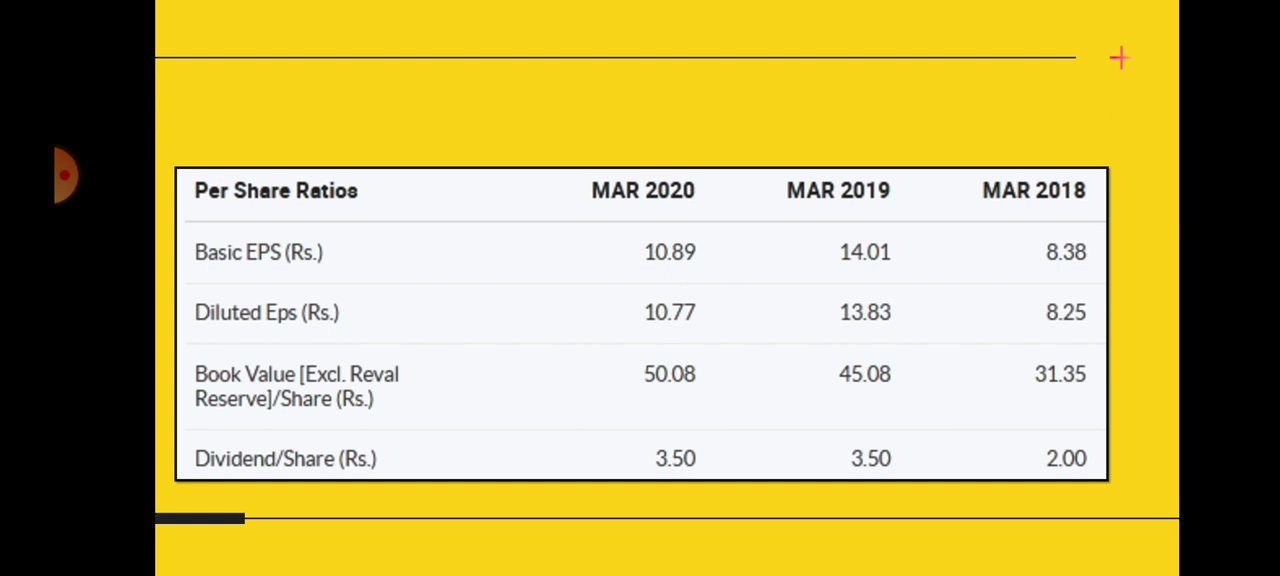 Per Share Ratios MAR 2020 MAR 2019 MAR 2018
Basic EPS (Rs.) 10.89 14.01 8.38
Diluted Eps (Rs.) 10.77 13.83 8.25
Book Value [Excl. Reval 50.08 45.08 31.35
Reserve]/Share (Rs.)
Dividend/Share (Rs.) 3.50 3.50 2.00